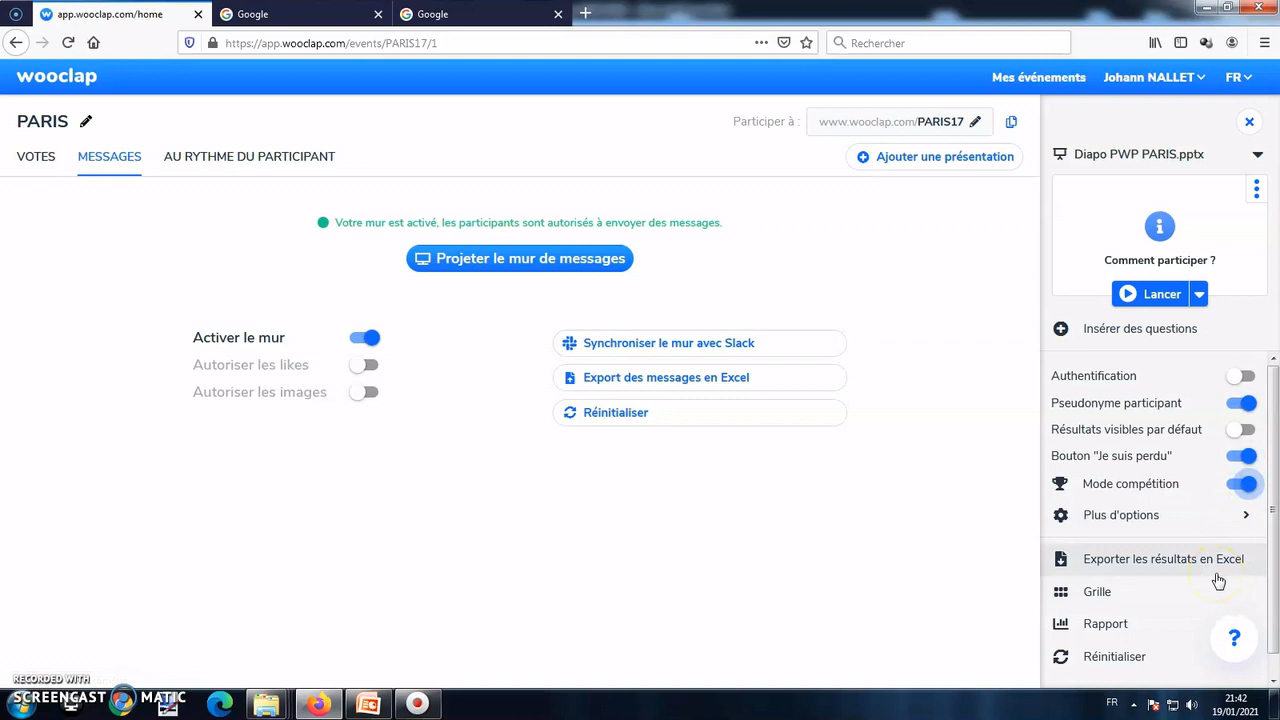 app.wooclap.com/home
Google
Google
https://app.wooclap.com/events/PARIS17/1
Rechercher
wooclap
Mes événements
Johann NALLET
FR
PARIS
Participer à :
www.wooclap.com/PARIS17
VOTES
MESSAGES
AU RYTHME DU PARTICIPANT
Ajouter une présentation
Votre mur est activé, les participants sont autorisés à envoyer des messages.
Projeter le mur de messages
Activer le mur
Autoriser les likes
Autoriser les images
Synchroniser le mur avec Slack
Export des messages en Excel
Réinitialiser
Diapo PWP PARIS.pptx
Comment participer ?
Lancer
Insérer des questions
Authentification
Pseudonyme participant
Résultats visibles par défaut
Bouton "Je suis perdu"
Mode compétition
Plus d'options
Exporter les résultats en Excel
Grille
Rapport
Réinitialiser
?
RECORDED WITH
SCREENCAST MATIC
FR
21:42
19/01/2021